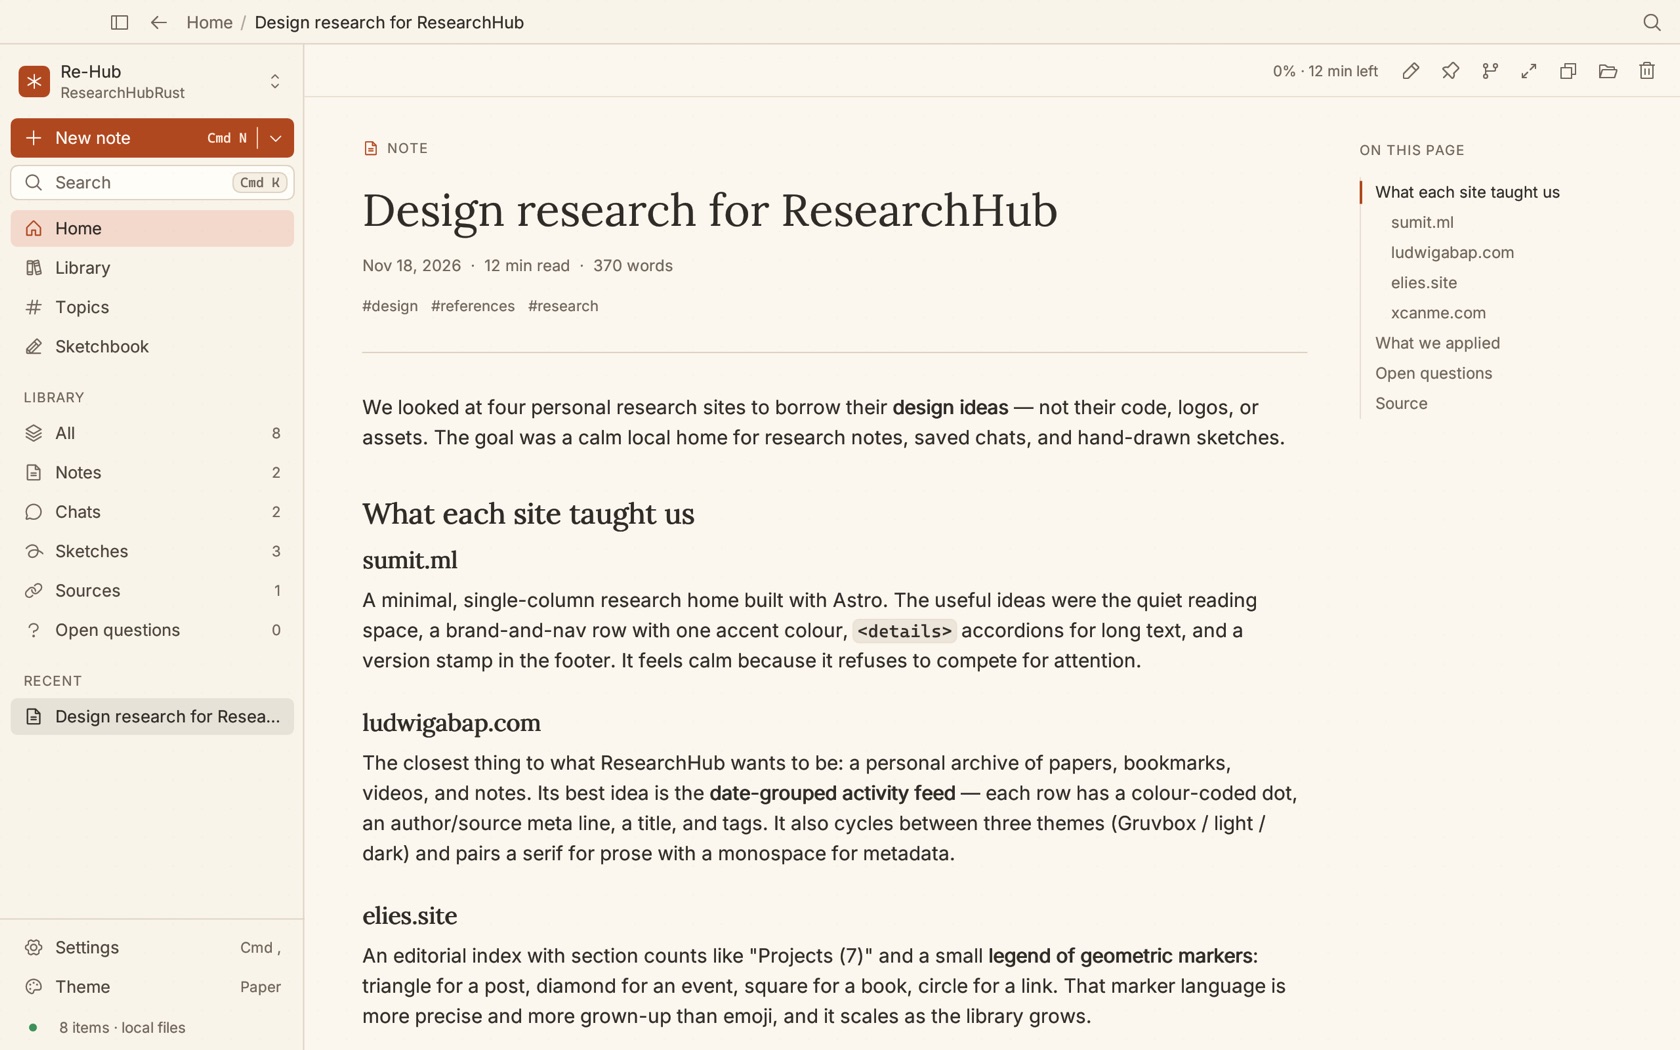 Home / Design research for ResearchHub
Re-Hub
ResearchHubRust
New note Cmd N
Search Cmd K
Home
Library
Topics
Sketchbook
LIBRARY
All 8
Notes 2
Chats 2
Sketches 3
Sources 1
Open questions 0
RECENT
Design research for Resea...
Settings Cmd ,
Theme Paper
8 items · local files
0% · 12 min left
NOTE
Design research for ResearchHub
Nov 18, 2026 · 12 min read · 370 words
#design #references #research
We looked at four personal research sites to borrow their design ideas — not their code, logos, or
assets. The goal was a calm local home for research notes, saved chats, and hand-drawn sketches.
What each site taught us
sumit.ml
A minimal, single-column research home built with Astro. The useful ideas were the quiet reading
space, a brand-and-nav row with one accent colour, <details> accordions for long text, and a
version stamp in the footer. It feels calm because it refuses to compete for attention.
ludwigabap.com
The closest thing to what ResearchHub wants to be: a personal archive of papers, bookmarks,
videos, and notes. Its best idea is the date-grouped activity feed — each row has a colour-coded dot,
an author/source meta line, a title, and tags. It also cycles between three themes (Gruvbox / light /
dark) and pairs a serif for prose with a monospace for metadata.
elies.site
An editorial index with section counts like "Projects (7)" and a small legend of geometric markers:
triangle for a post, diamond for an event, square for a book, circle for a link. That marker language is
more precise and more grown-up than emoji, and it scales as the library grows.
ON THIS PAGE
What each site taught us
sumit.ml
ludwigabap.com
elies.site
xcanme.com
What we applied
Open questions
Source